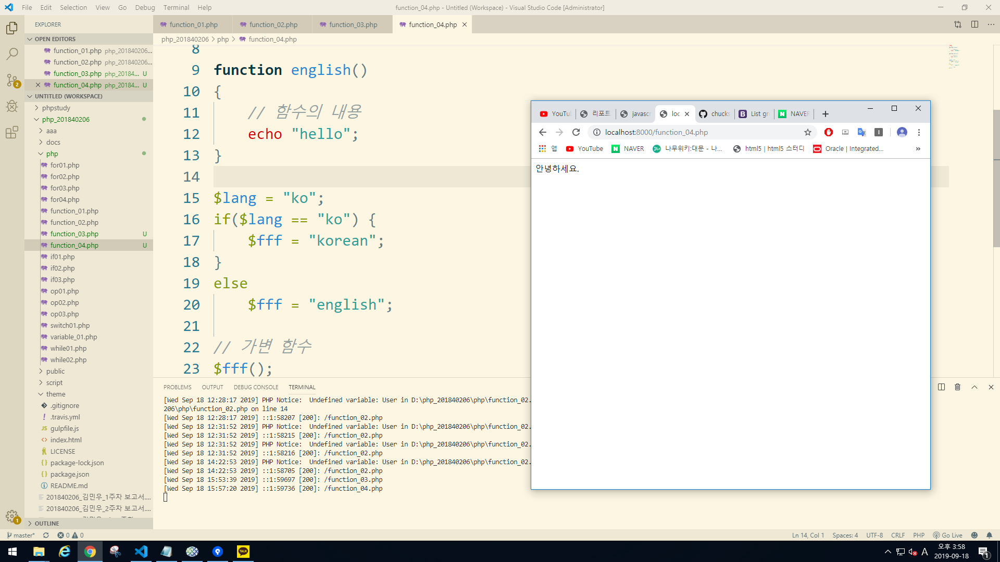 File Edit Selection View Go Debug Terminal Help
function_04.php - Untitled (Workspace) - Visual Studio Code [Administrator]
EXPLORER
function_01.php function_02.php function_03.php function_04.php
OPEN EDITORS
php_201840206 > php > function_04.php
function_01.php php_201840206...
function_02.php php_201840206...
function_03.php php_20184... U
function_04.php php_20184... U
UNTITLED (WORKSPACE)
phpstudy
php_201840206
aaa
docs
php
for01.php
for02.php
for03.php
for04.php
function_01.php
function_02.php
function_03.php U
function_04.php U
if01.php
if02.php
if03.php
op01.php
op02.php
op03.php
switch01.php
variable_01.php
while01.php
while02.php
public
script
theme
.gitignore
.travis.yml
gulpfile.js
index.html
LICENSE
package-lock.json
package.json
README.md
201840206_김민우_1주차 보고서....
201840206_김민우_2주차 보고서....
OUTLINE
8
9 function english()
10 {
11 // 함수의 내용
12 echo "hello";
13 }
14
15 $lang = "ko";
16 if($lang == "ko") {
17 $fff = "korean";
18 }
19 else
20 $fff = "english";
21
22 // 가변 함수
23 $fff();
YouTu 리포트 javascr loc chucks List gr NAVER
localhost:8000/function_04.php
앱 YouTube NAVER 나무위키:대문 - 나... html5 | html5 스터디 Oracle | Integrated... »
안녕하세요.
PROBLEMS OUTPUT DEBUG CONSOLE TERMINAL
[Wed Sep 18 12:28:17 2019] PHP Notice:  Undefined variable: User in D:\php_201840206\php\function_02.
206\php\function_02.php on line 14
[Wed Sep 18 12:28:17 2019] ::1:58207 [200]: /function_02.php
[Wed Sep 18 12:31:52 2019] PHP Notice:  Undefined variable: User in D:\php_201840206\php\function_02.
[Wed Sep 18 12:31:52 2019] ::1:58215 [200]: /function_02.php
[Wed Sep 18 12:31:52 2019] PHP Notice:  Undefined variable: User in D:\php_201840206\php\function_02.
[Wed Sep 18 12:31:52 2019] ::1:58216 [200]: /function_02.php
[Wed Sep 18 14:22:53 2019] PHP Notice:  Undefined variable: User in D:\php_201840206\php\function_02.
[Wed Sep 18 14:22:53 2019] ::1:58705 [200]: /function_02.php
[Wed Sep 18 15:53:39 2019] ::1:59697 [200]: /function_03.php
[Wed Sep 18 15:57:20 2019] ::1:59736 [200]: /function_04.php
master* 0 0 Ln 14, Col 1 Spaces: 4 UTF-8 CRLF PHP Go Live
A 오후 3:58
2019-09-18